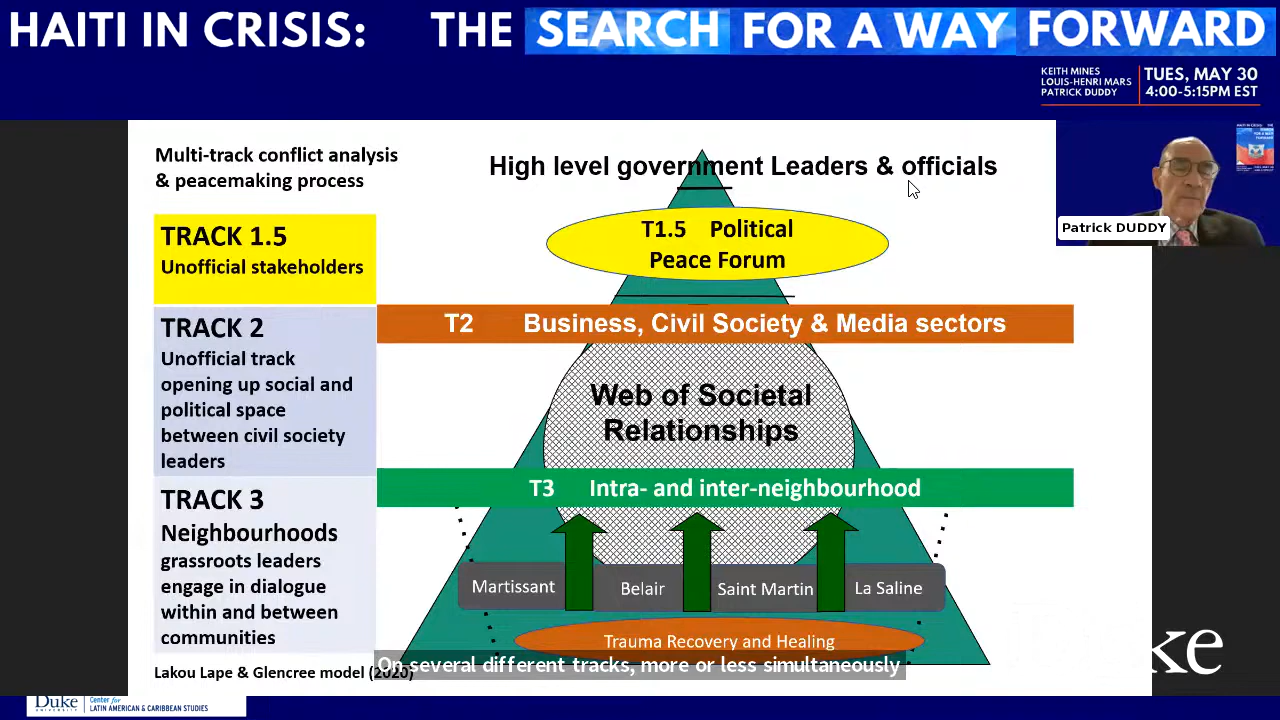 HAITI IN CRISIS: THE SEARCH FOR A WAY FORWARD
KEITH MINES
LOUIS-HENRI MARS
PATRICK DUDDY
TUES, MAY 30
4:00-5:15PM EST
Multi-track conflict analysis
& peacemaking process
High level government Leaders & officials
Patrick DUDDY
TRACK 1.5
Unofficial stakeholders
T1.5 Political
Peace Forum
TRACK 2
Unofficial track
opening up social and
political space
between civil society
leaders
T2 Business, Civil Society & Media sectors
Web of Societal
Relationships
TRACK 3
Neighbourhoods
grassroots leaders
engage in dialogue
within and between
communities
T3 Intra- and inter-neighbourhood
Martissant
Belair
Saint Martin
La Saline
Trauma Recovery and Healing
On several different tracks, more or less simultaneously
Lakou Lape & Glencree model (2020)
Duke
UNIVERSITY
Center for
LATIN AMERICAN & CARIBBEAN STUDIES